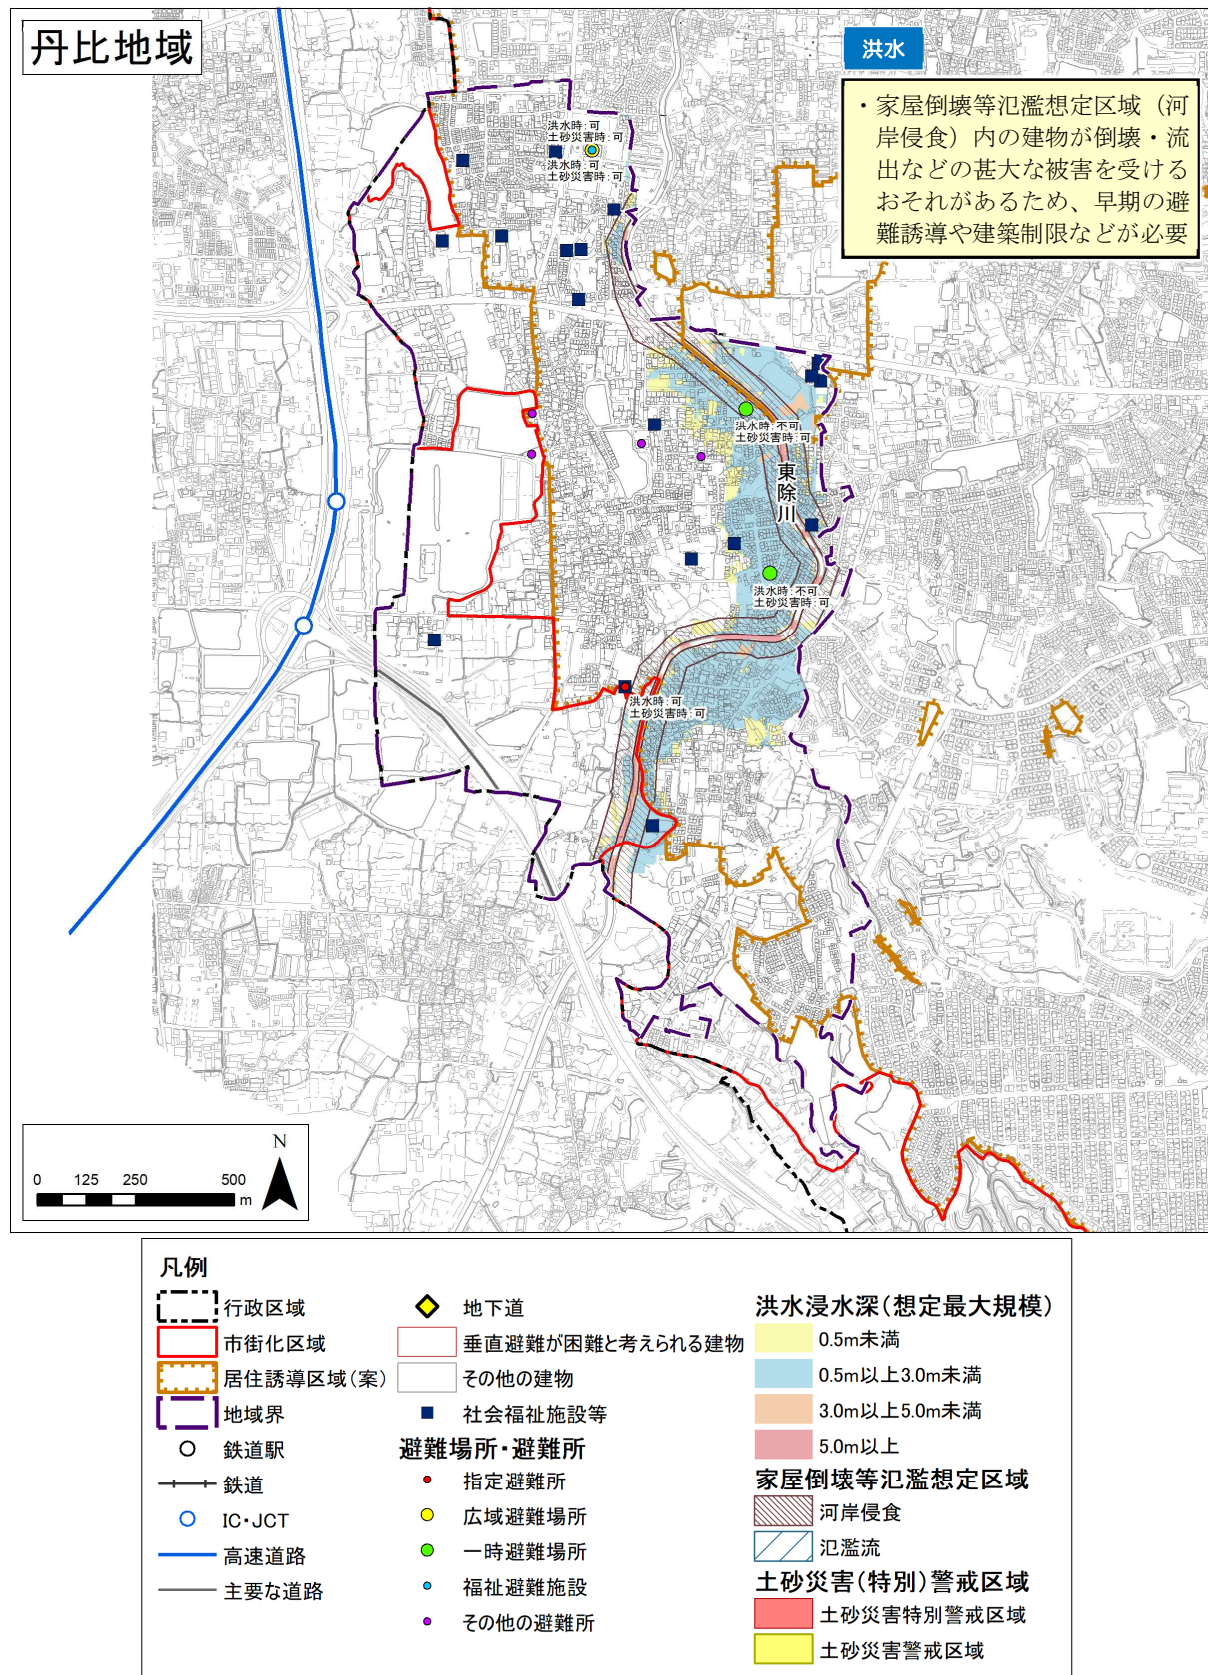 丹比地域
洪水
・家屋倒壊等氾濫想定区域（河
岸侵食）内の建物が倒壊・流
出などの甚大な被害を受ける
おそれがあるため、早期の避
難誘導や建築制限などが必要
洪水時：可
土砂災害時：可
洪水時：可
土砂災害時：可
洪水時：不可
土砂災害時：可
東除川
洪水時：不可
土砂災害時：可
洪水時：可
土砂災害時：可
N
0 125 250 500
m
凡例
行政区域
市街化区域
居住誘導区域（案）
地域界
鉄道駅
鉄道
IC・JCT
高速道路
主要な道路
地下道
垂直避難が困難と考えられる建物
その他の建物
社会福祉施設等
避難場所・避難所
指定避難所
広域避難場所
一時避難場所
福祉避難施設
その他の避難所
洪水浸水深（想定最大規模）
0.5m未満
0.5m以上3.0m未満
3.0m以上5.0m未満
5.0m以上
家屋倒壊等氾濫想定区域
河岸侵食
氾濫流
土砂災害（特別）警戒区域
土砂災害特別警戒区域
土砂災害警戒区域